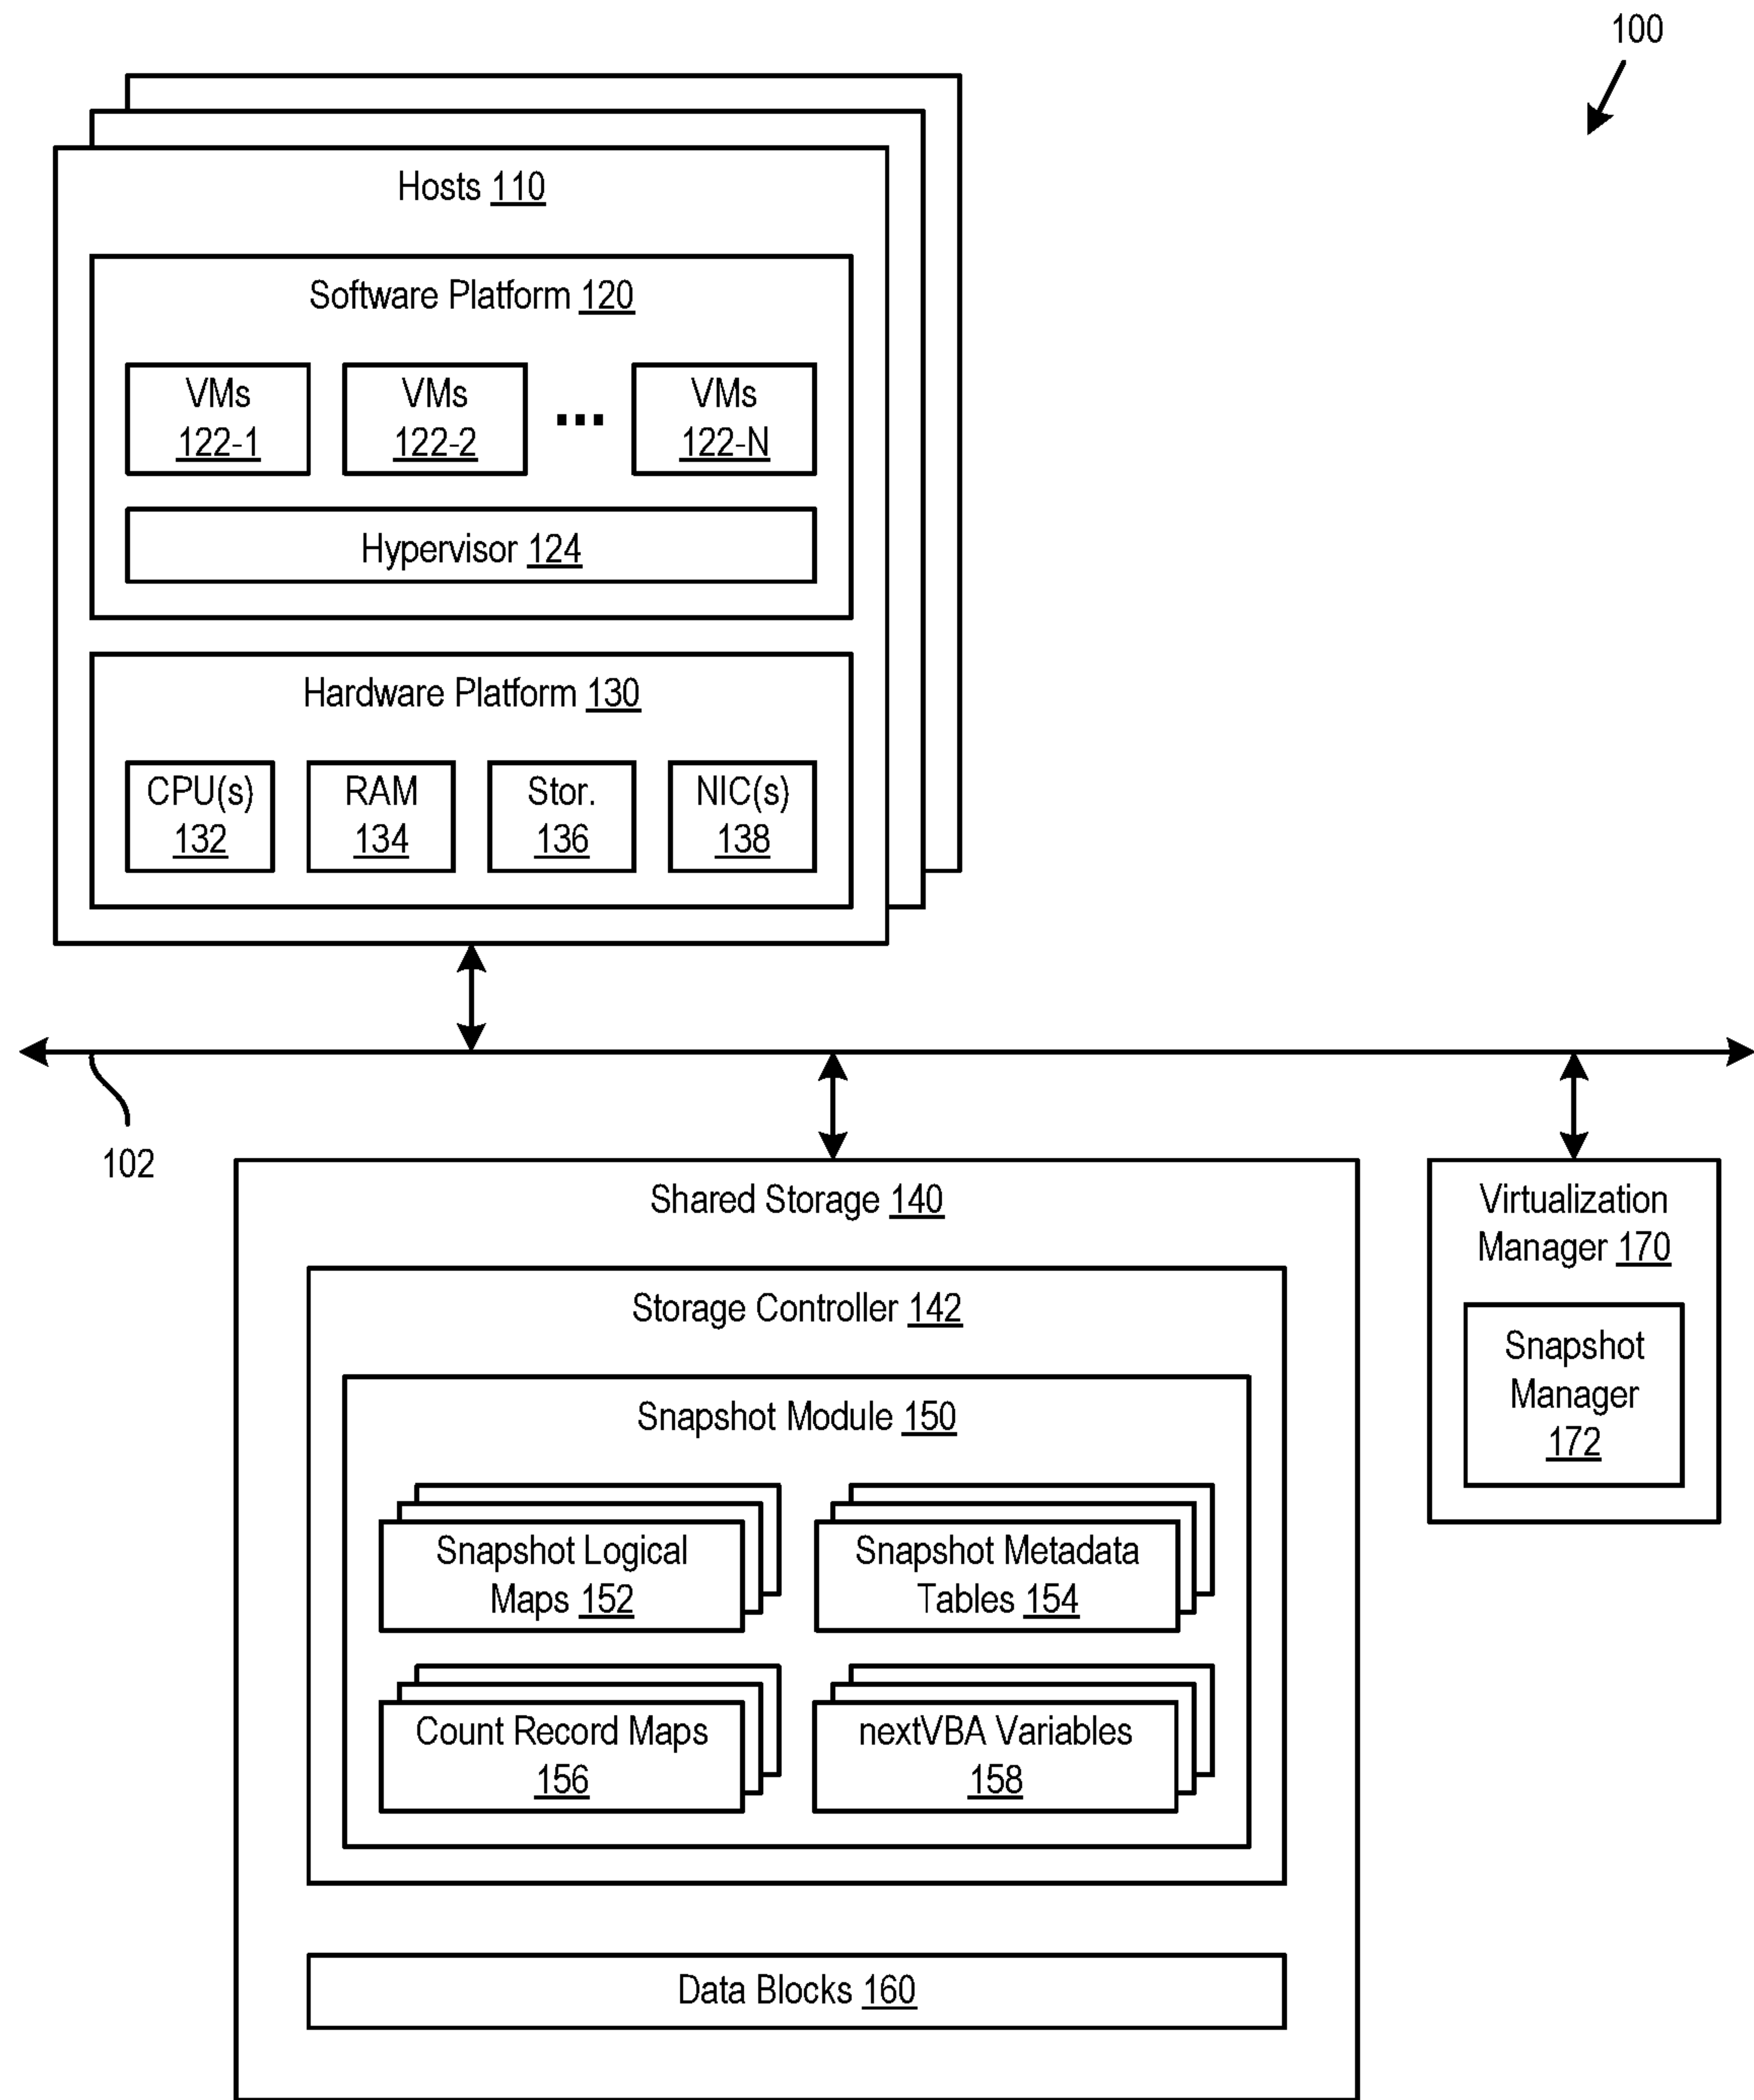 100
Hosts 110
Software Platform 120
VMs
122-1
VMs
122-2
...
VMs
122-N
Hypervisor 124
Hardware Platform 130
CPU(s)
132
RAM
134
Stor.
136
NIC(s)
138
102
Shared Storage 140
Storage Controller 142
Snapshot Module 150
Snapshot Logical
Maps 152
Snapshot Metadata
Tables 154
Count Record Maps
156
nextVBA Variables
158
Data Blocks 160
Virtualization
Manager 170
Snapshot
Manager
172